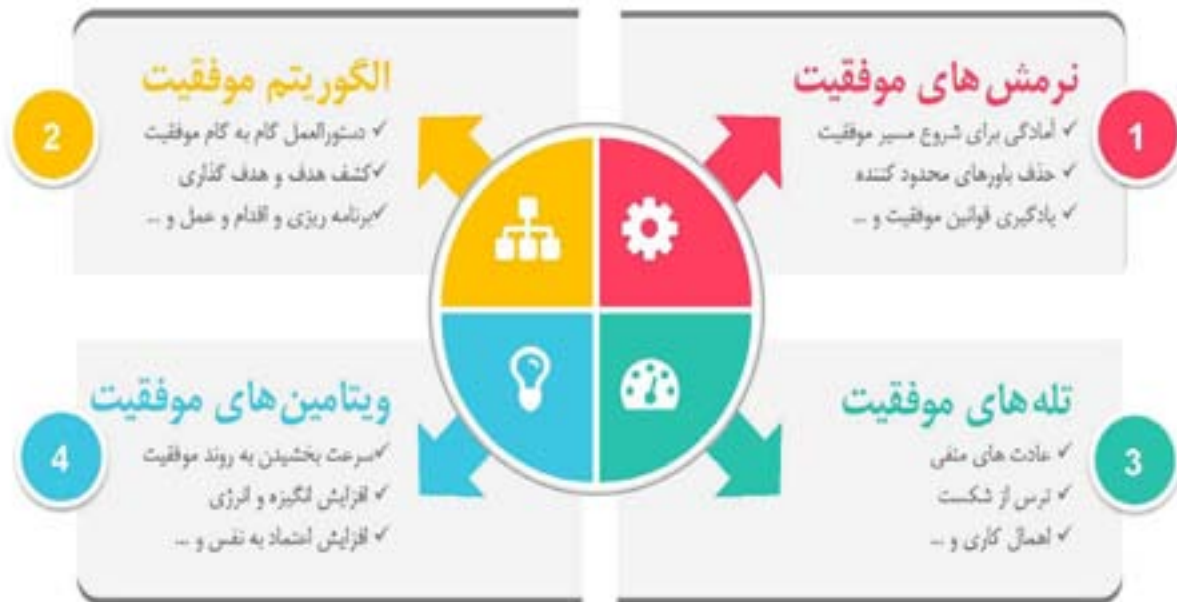 1
نرمش های موفقیت
✓ آمادگی برای شروع مسیر موفقیت
✓ حذف باورهای محدود کننده
✓ یادگیری قوانین موفقیت و ...
2
الگوریتم موفقیت
✓ دستورالعمل گام به گام موفقیت
✓کشف هدف و هدف گذاری
✓برنامه ریزی و اقدام و عمل و ...
3
تله های موفقیت
✓ عادت های منفی
✓ ترس از شکست
✓ اهمال کاری و ...
4
ویتامین های موفقیت
✓سرعت بخشیدن به روند موفقیت
✓ افزایش انگیزه و انرژی
✓ افزایش اعتماد به نفس و ...